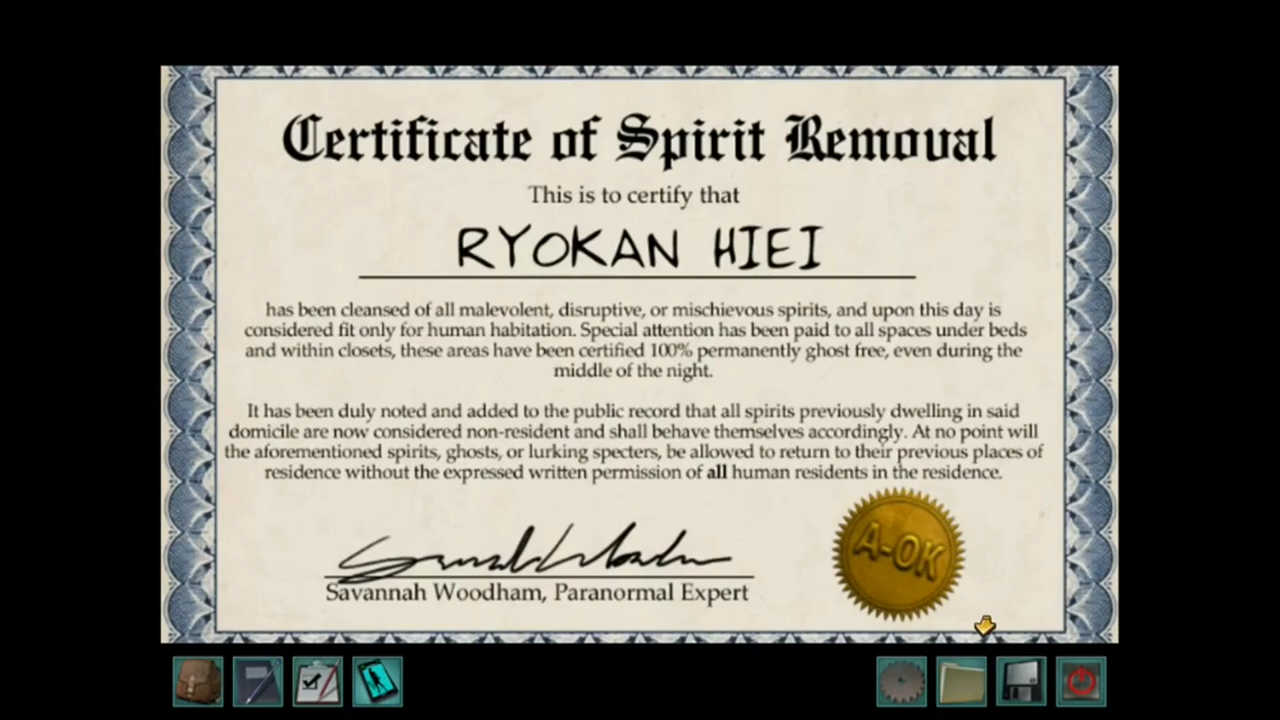 Certificate of Spirit Removal
This is to certify that
RYOKAN HIEI
has been cleansed of all malevolent, disruptive, or mischievous spirits, and upon this day is
considered fit only for human habitation. Special attention has been paid to all spaces under beds
and within closets, these areas have been certified 100% permanently ghost free, even during the
middle of the night.
It has been duly noted and added to the public record that all spirits previously dwelling in said
domicile are now considered non-resident and shall behave themselves accordingly. At no point will
the aforementioned spirits, ghosts, or lurking specters, be allowed to return to their previous places of
residence without the expressed written permission of all human residents in the residence.
A-OK
Savannah Woodham, Paranormal Expert